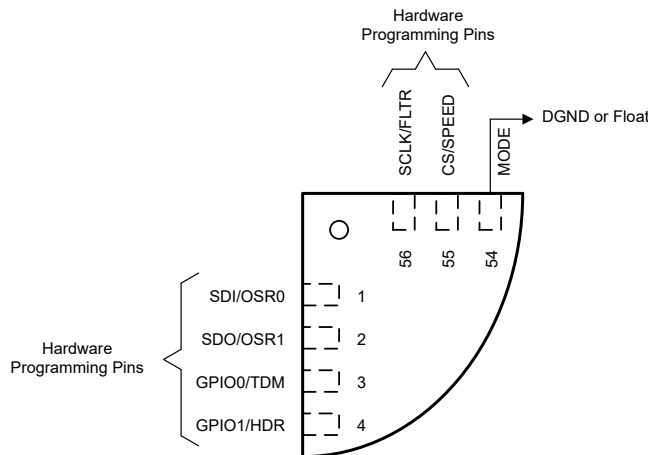 Hardware
Programming Pins
SCLK/FLTR
CS/SPEED
MODE
DGND or Float
56
55
54
SDI/OSR0
1
SDO/OSR1
2
Hardware
Programming Pins
GPIO0/TDM
3
GPIO1/HDR
4